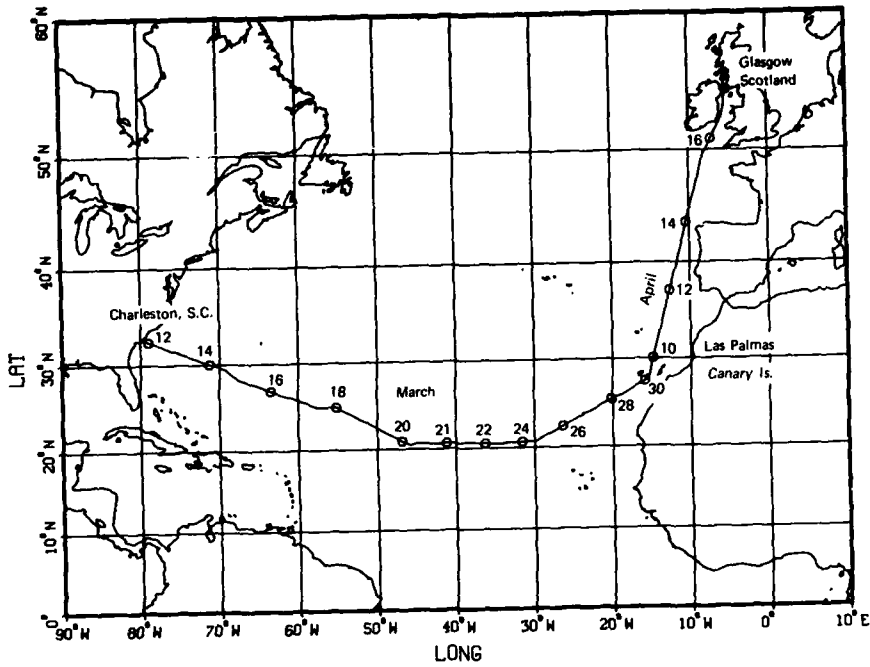 60°N
Glasgow
Scotland
16
50°N
14
40°N
April
12
Charleston, S.C.
12
14
10
Las Palmas
30°N
LAT
16
18
March
Canary Is.
30
28
20
21
22
24
26
20°N
10°N
0°
90°W
80°W
70°W
60°W
50°W
40°W
30°W
20°W
10°W
0°
10°E
LONG